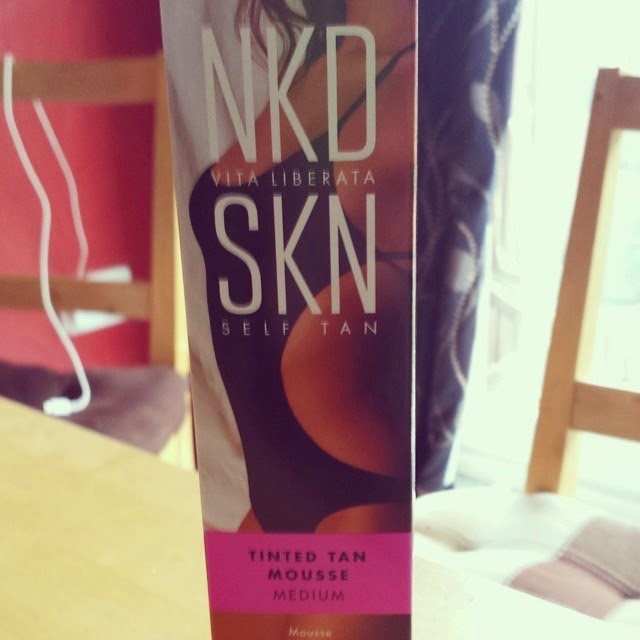 NKD
VITA LIBERATA
SKN
SELF TAN
TINTED TAN
MOUSSE
MEDIUM
Mousse